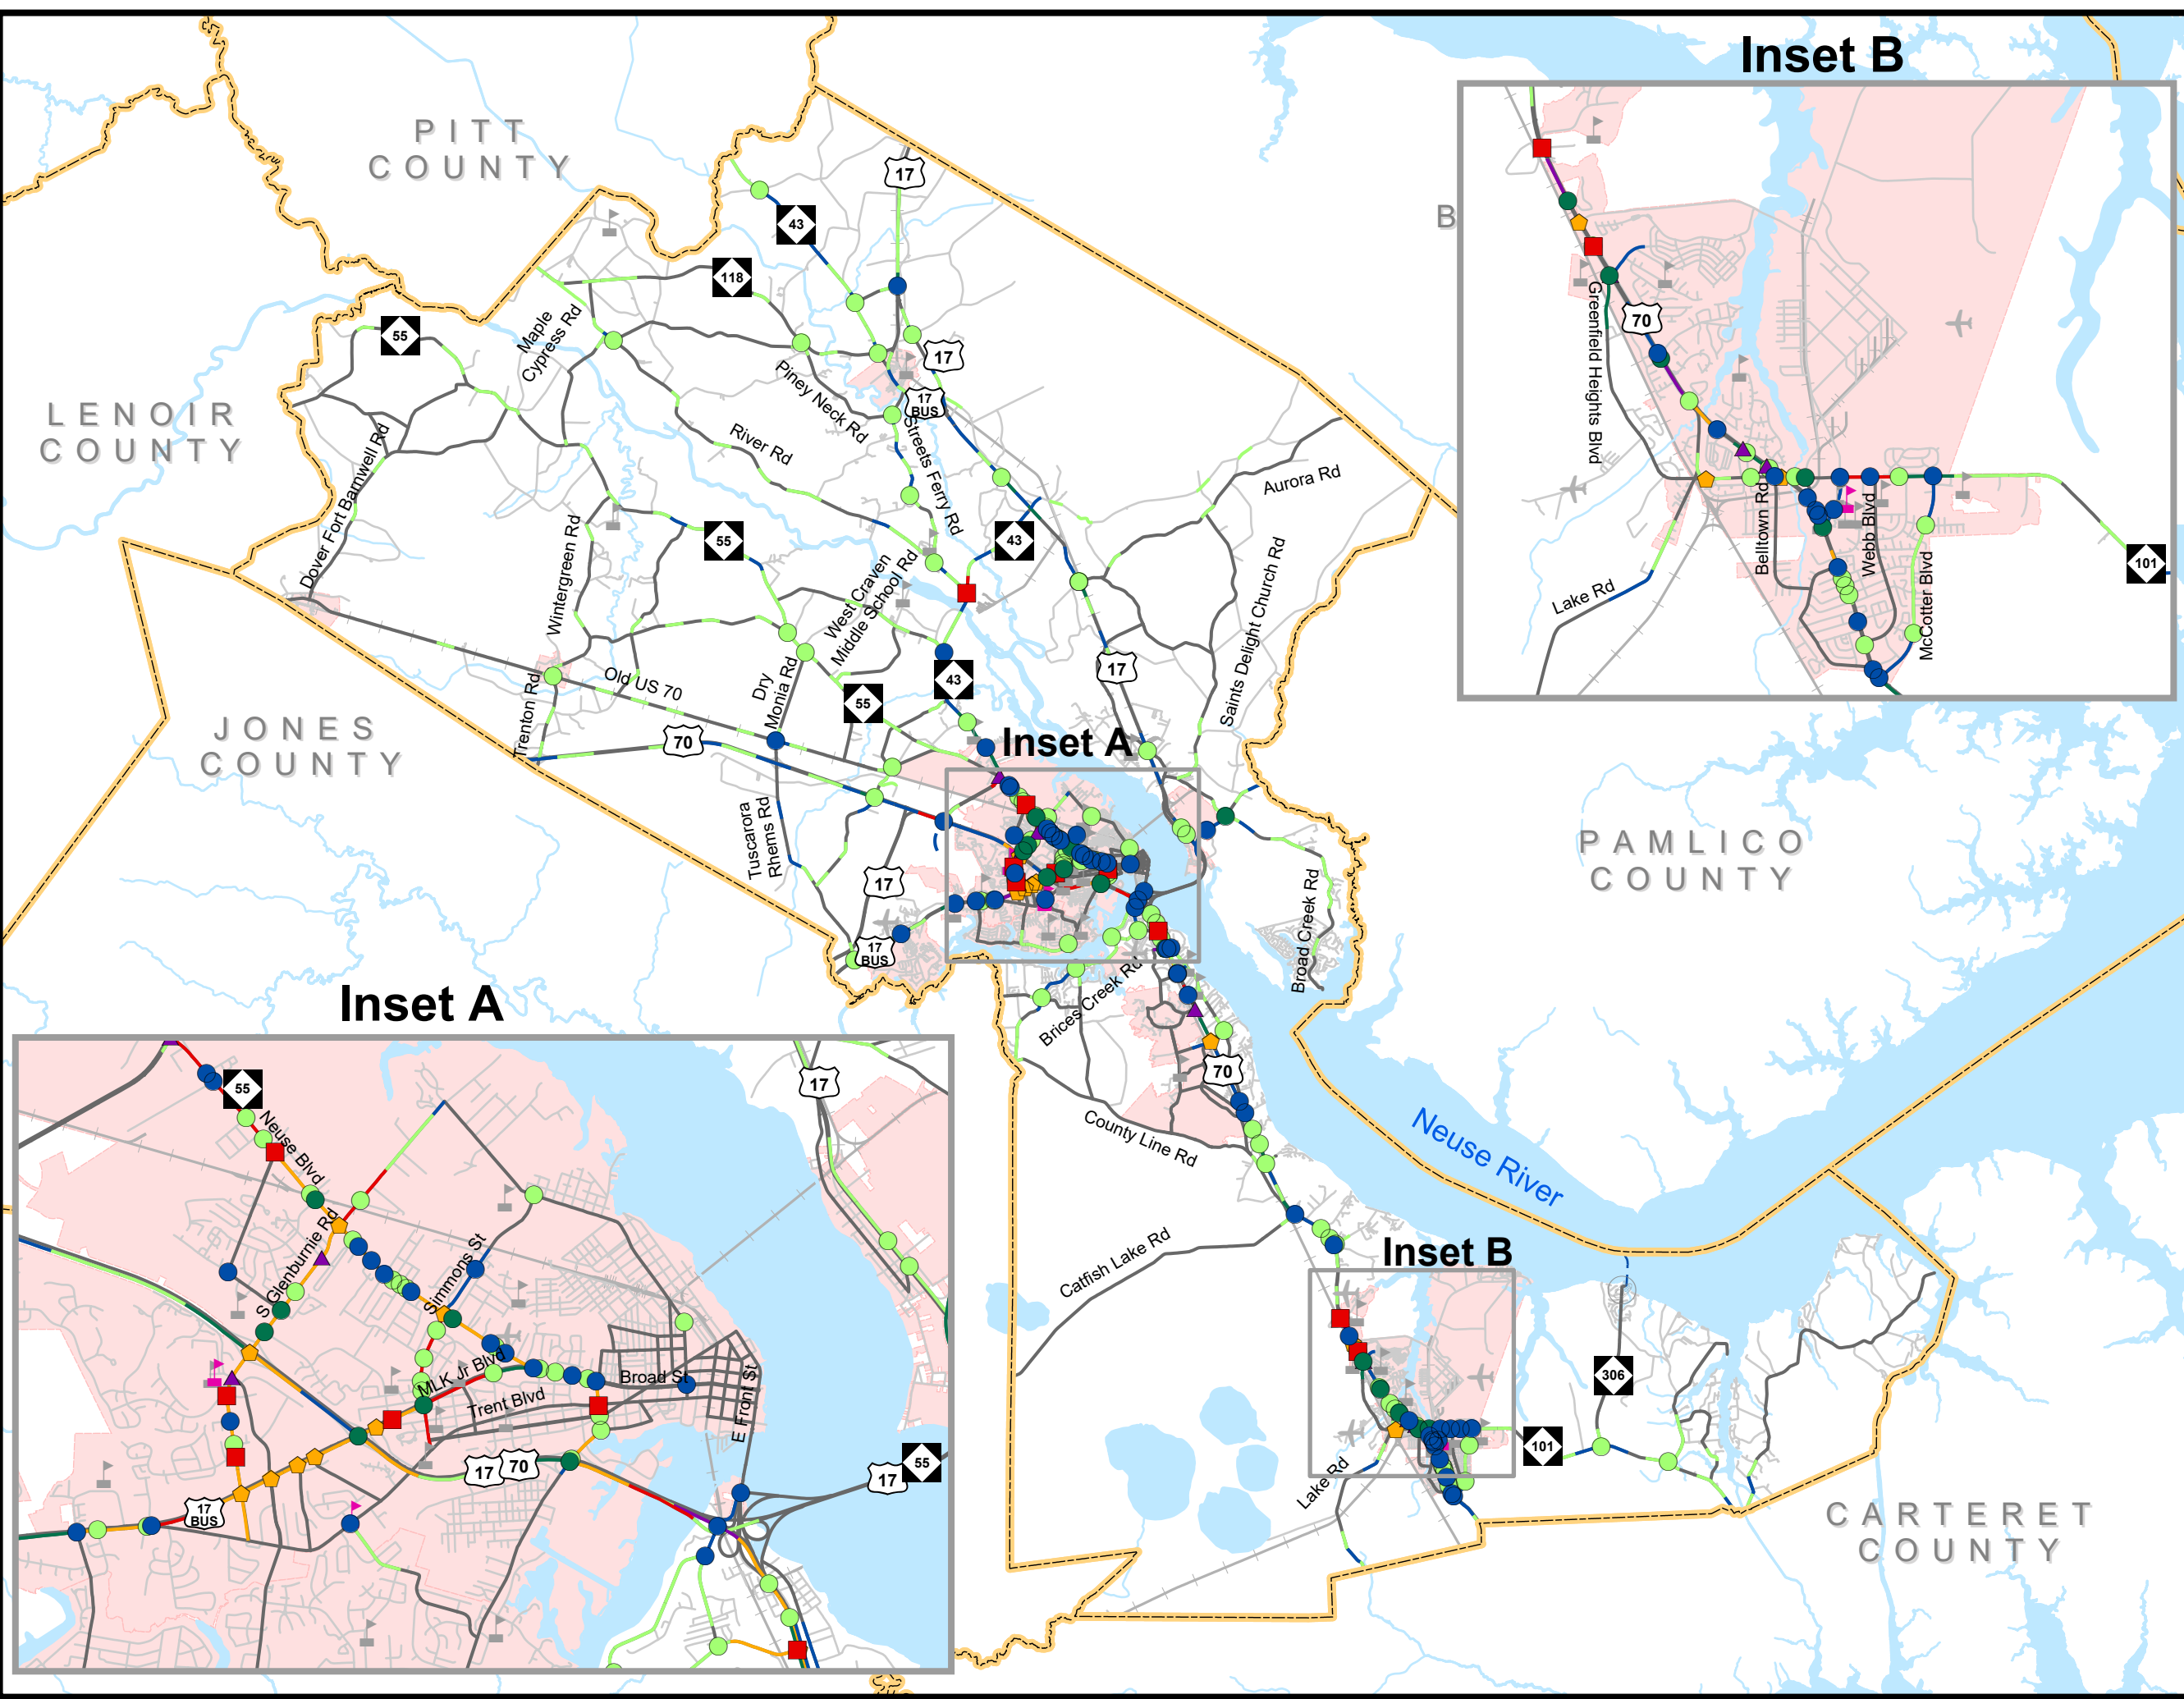 Inset B
PITT
COUNTY
17
43
B
118
70
Greenfield Heights Blvd
55
Maple
Cypress Rd
17
Piney Neck Rd
17
BUS
LENOIR
COUNTY
River Rd
Streets Ferry Rd
Aurora Rd
Dover Fort Barnwell Rd
Belltown Rd
Webb Blvd
101
Wintergreen Rd
55
43
West Craven
Middle School Rd
Saints Delight Church Rd
Lake Rd
McCotter Blvd
17
Old US 70
Dry
Monia Rd
43
55
Trenton Rd
JONES
COUNTY
70
Inset A
Tuscarora
Rhems Rd
PAMLICO
COUNTY
17
Broad Creek Rd
17
BUS
Inset A
Brices Creek Rd
70
17
55
Neuse Blvd
County Line Rd
Neuse River
S Glenburnie Rd
Simmons St
Catfish Lake Rd
Inset B
MLK Jr Blvd
Broad St
Trent Blvd
E Front St
306
101
17
70
17
55
Lake Rd
17
BUS
CARTERET
COUNTY